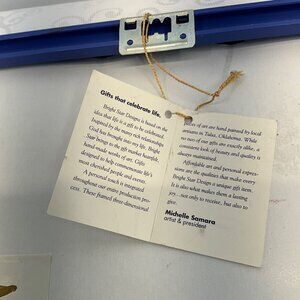 Gifts that celebrate life.
Bright Star Designs is based on the
idea that life is a gift to be celebrated.
Inspired by the many rich relationships
God has brought into my life, Bright
Star brings to the gift market heartfelt,
hand-made works of art. Gifts
designed to help commemorate life's
most cherished people and events.
A personal touch is magnified
throughout our entire production pro-
cess. These framed three-dimensional
pieces of art are hand painted by local
artisans in Tulsa, Oklahoma. While
no two of our gifts are exactly alike, a
consistent look of beauty and quality is
always maintained.
Affordable art and personal expres-
sions are the qualities that make every
Bright Star Design a unique gift item.
It is also what makes them a lasting
joy - not only to receive, but also to
give.
Michelle Samara
artist & president